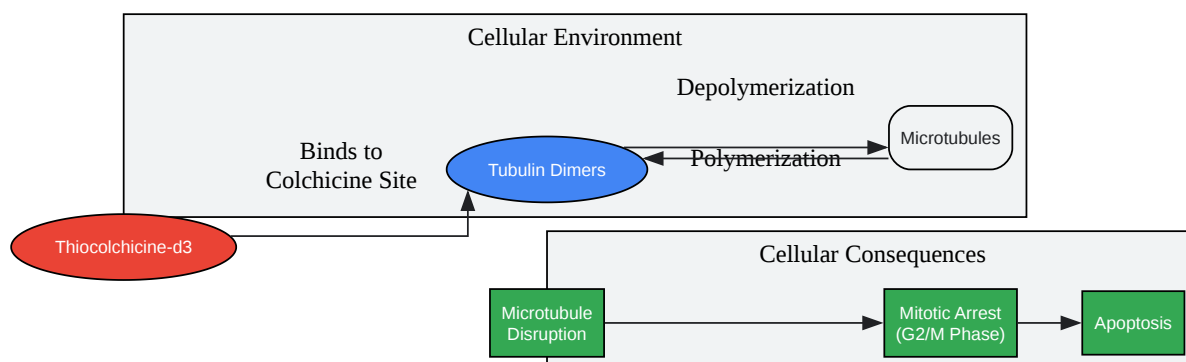 Cellular Environment
Depolymerization
Microtubules
Binds to
Colchicine Site
Tubulin Dimers
Polymerization
Thiocolchicine-d3
Cellular Consequences
Microtubule
Disruption
Mitotic Arrest
(G2/M Phase)
Apoptosis